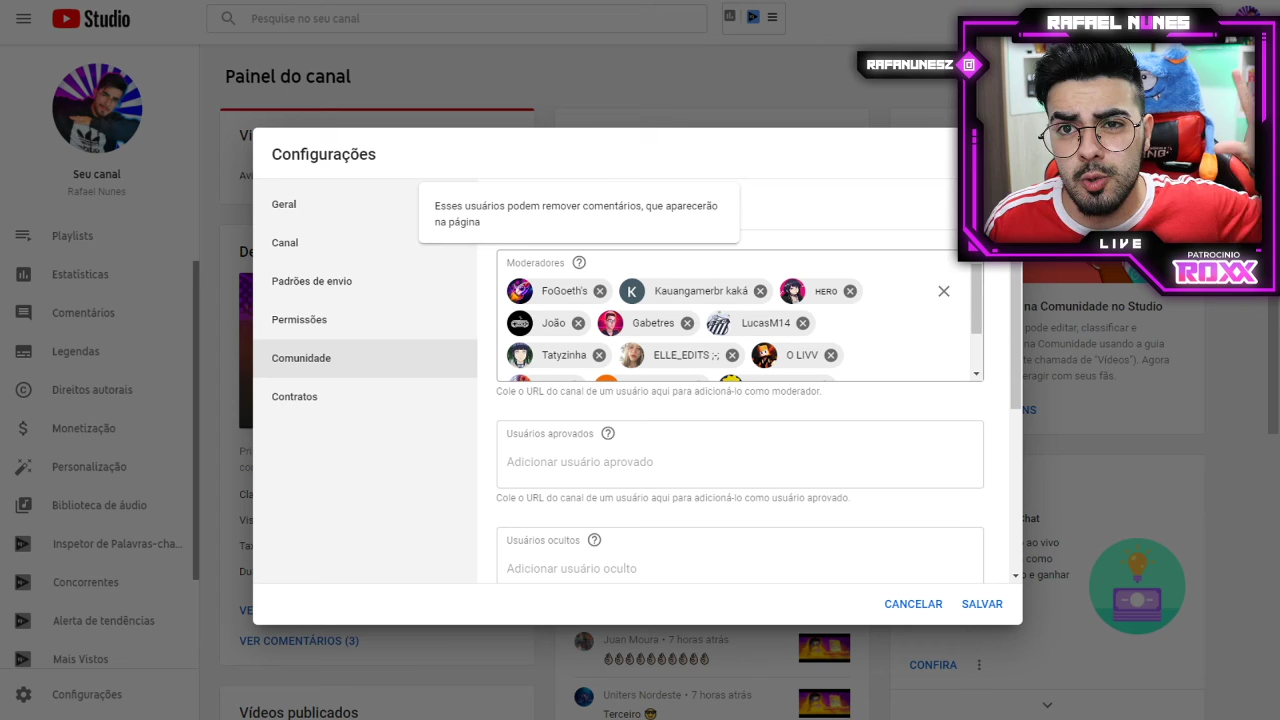 Studio
Pesquise no seu canal
RAFAEL NUNES
RAFANUNESZ
LIVE
PATROCINIO
ROXX
Painel do canal
Seu canal
Rafael Nunes
Playlists
Estatísticas
Comentários
Legendas
Direitos autorais
Monetização
Personalização
Biblioteca de áudio
Inspetor de Palavras-cha...
Concorrentes
Alerta de tendências
Mais Vistos
Configurações
Configurações
Geral
Canal
Padrões de envio
Permissões
Comunidade
Contratos
Esses usuários podem remover comentários, que aparecerão
na página
Moderadores
FoGoeth's
Kauangamerbr kaká
HERO
João
Gabetres
LucasM14
Tatyzinha
ELLE_EDITS ;-;
O LIVV
Cole o URL do canal de um usuário aqui para adicioná-lo como moderador.
Usuários aprovados
Adicionar usuário aprovado
Cole o URL do canal de um usuário aqui para adicioná-lo como usuário aprovado.
Usuários ocultos
Adicionar usuário oculto
CANCELAR
SALVAR
VER COMENTÁRIOS (3)
Vídeos publicados
Juan Moura • 7 horas atrás
Uniters Nordeste • 7 horas atrás
Terceiro
na Comunidade no Studio
pode editar, classificar e
na Comunidade usando a guia
te chamada de "Vídeos"). Agora
teragir com seus fãs.
NS
Chat
ao vivo
como
o e ganhar
CONFIRA